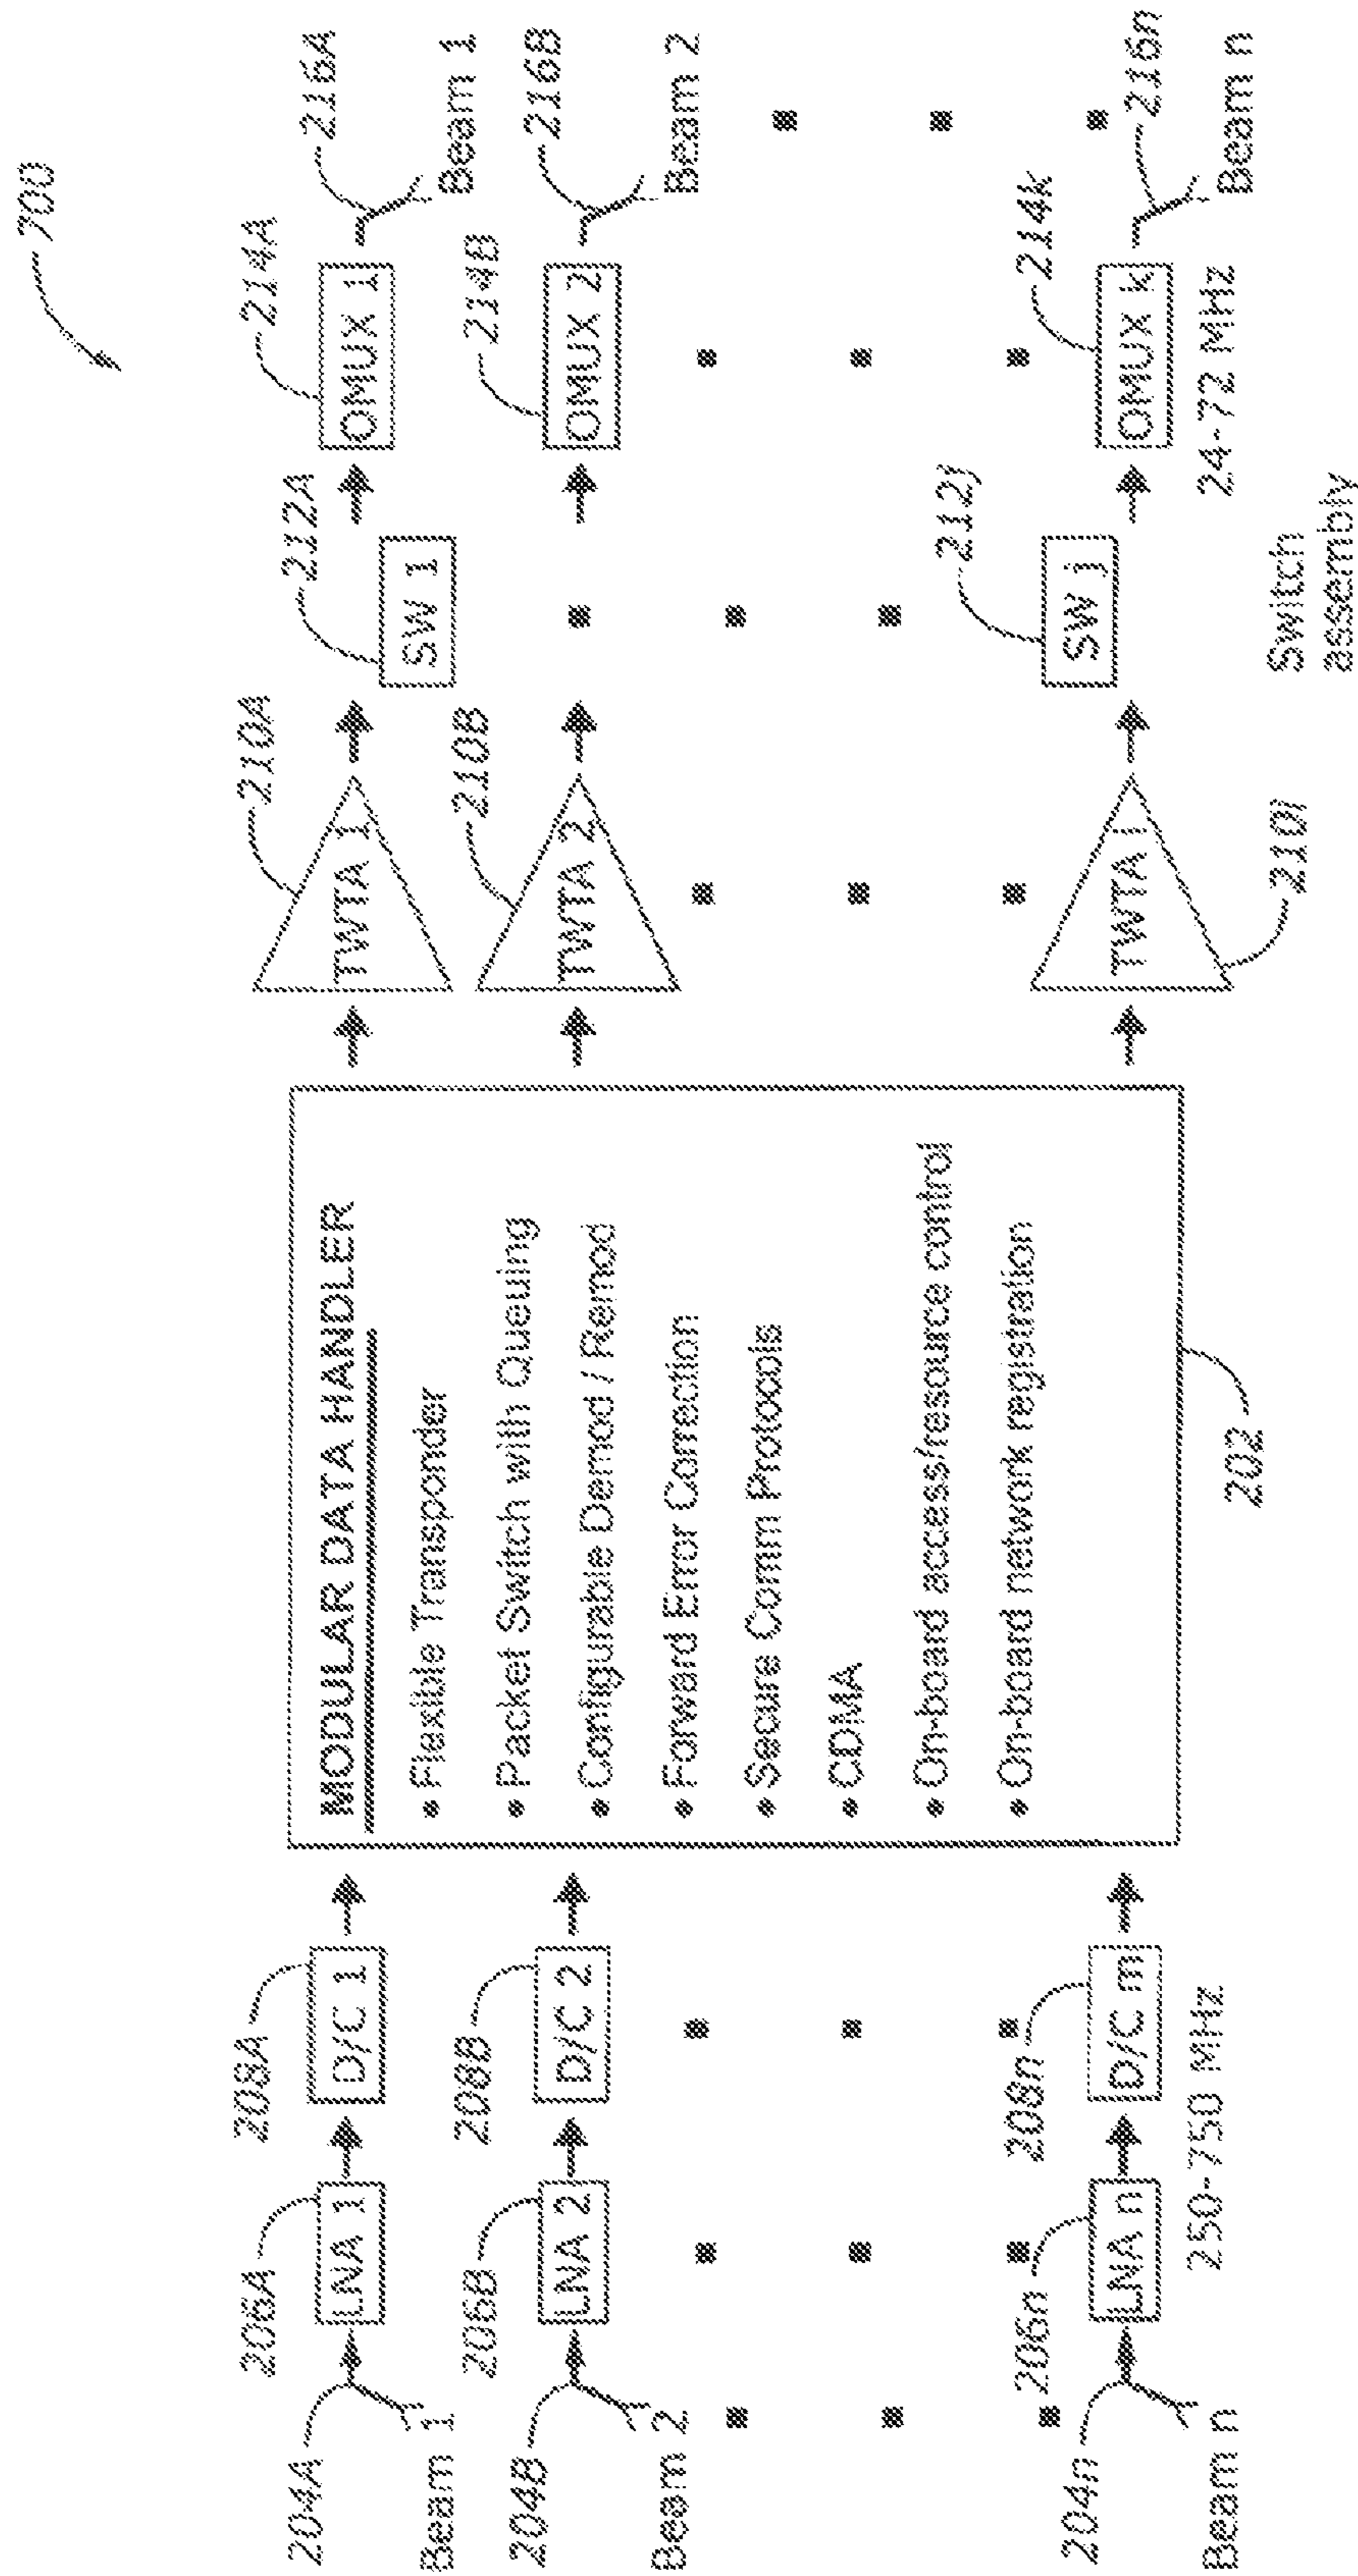 700
204A
Beam 1
206A
LNA 1
208A
D/C 1
204B
Beam 2
206B
LNA 2
208B
D/C 2
204n
Beam n
206n
LNA n
208n
D/C m
250-750 MHz
MODULAR DATA HANDLER
• Flexible Transponder
• Packet Switch with Queuing
• Configurable Demod / Remod
• Forward Error Correction
• Secure Comm Protocols
• CDMA
• On-board access/resource control
• On-board network registration
202
210A
TWTA 1
212A
SW 1
214A
OMUX 1
216A
Beam 1
210B
TWTA 2
214B
OMUX 2
216B
Beam 2
TWTA i
210i
212j
SW j
214k
OMUX k
24-72 MHz
216n
Beam n
Switch
assembly